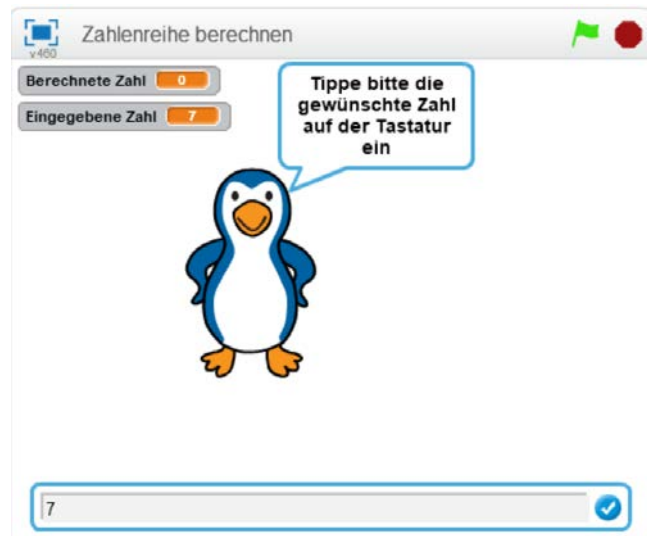 Zahlenreihe berechnen
v460
Berechnete Zahl 0
Eingegebene Zahl 7
Tippe bitte die
gewünschte Zahl
auf der Tastatur
ein
7